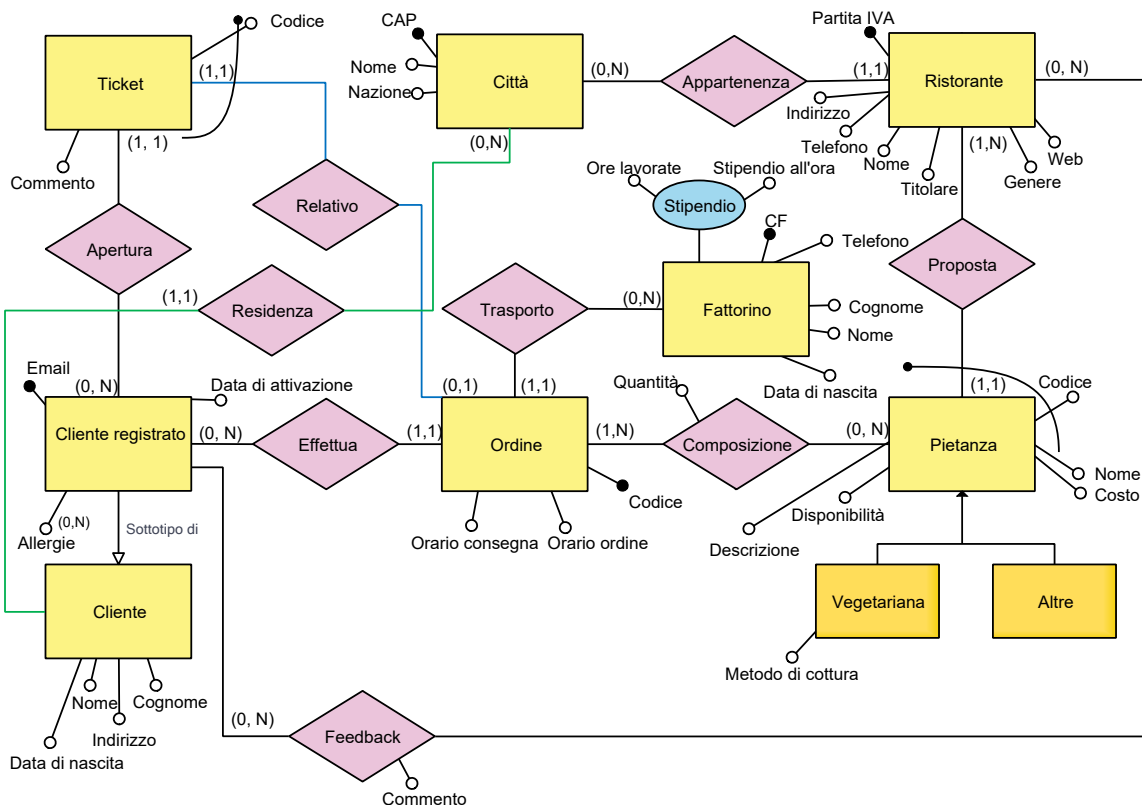 Codice
CAP
Partita IVA
Ticket
(1,1)
Nome
Città
(0,N)
Appartenenza
(1,1)
Ristorante
(0, N)
Nazione
Indirizzo
(1, 1)
(0,N)
Telefono
(1,N)
Web
Commento
Nome
Genere
Ore lavorate
Stipendio all'ora
Titolare
Relativo
Stipendio
CF
Apertura
Telefono
Proposta
(1,1)
Residenza
Trasporto
(0,N)
Fattorino
Cognome
Nome
Email
(0, N)
Data di attivazione
(0,1)
(1,1)
Quantità
Data di nascita
(1,1)
Codice
Cliente registrato
(0, N)
Effettua
(1,1)
Ordine
(1,N)
Composizione
(0, N)
Pietanza
Nome
Costo
Codice
Disponibilità
(0,N)
Allergie
Sottotipo di
Orario consegna
Orario ordine
Descrizione
Cliente
Vegetariana
Altre
Metodo di cottura
Nome
Cognome
Indirizzo
Data di nascita
(0, N)
Feedback
Commento